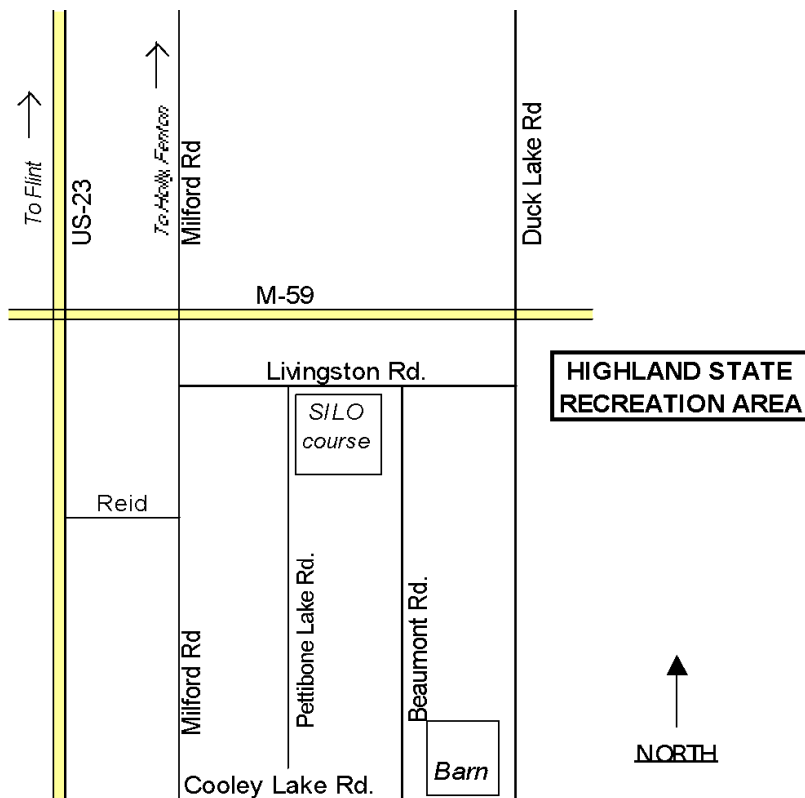 To Flint
US-23
To Holly, Fenton
Milford Rd
Duck Lake Rd
M-59
Livingston Rd.
HIGHLAND STATE
RECREATION AREA
SILO
course
Reid
Milford Rd
Pettibone Lake Rd.
Beaumont Rd.
Barn
NORTH
Cooley Lake Rd.